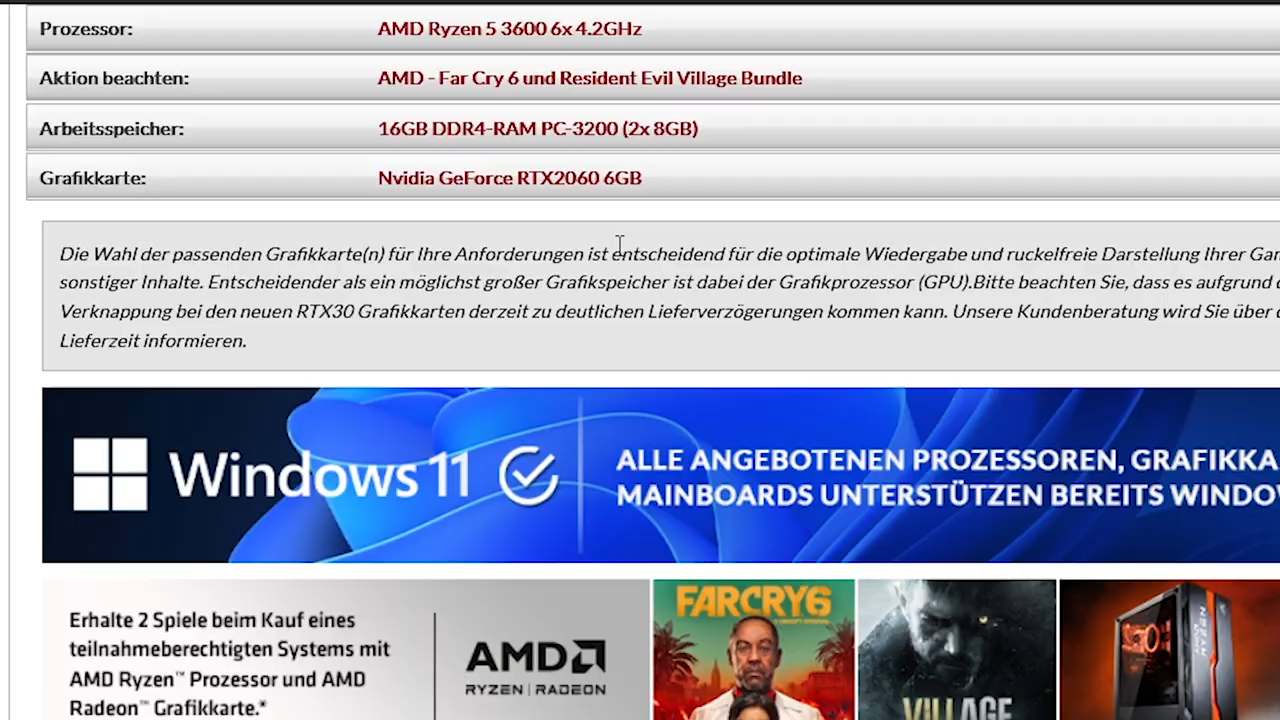 Prozessor: AMD Ryzen 5 3600 6x 4.2GHz
Aktion beachten: AMD - Far Cry 6 und Resident Evil Village Bundle
Arbeitsspeicher: 16GB DDR4-RAM PC-3200 (2x 8GB)
Grafikkarte: Nvidia GeForce RTX2060 6GB
Die Wahl der passenden Grafikkarte(n) für Ihre Anforderungen ist entscheidend für die optimale Wiedergabe und ruckelfreie Darstellung Ihrer Gam
sonstiger Inhalte. Entscheidender als ein möglichst großer Grafikspeicher ist dabei der Grafikprozessor (GPU).Bitte beachten Sie, dass es aufgrund
Verknappung bei den neuen RTX30 Grafikkarten derzeit zu deutlichen Lieferverzögerungen kommen kann. Unsere Kundenberatung wird Sie über
Lieferzeit informieren.
Windows 11
ALLE ANGEBOTENEN PROZESSOREN, GRAFIKKA
MAINBOARDS UNTERSTÜTZEN BEREITS WINDO
Erhalte 2 Spiele beim Kauf eines
teilnahmeberechtigten Systems mit
AMD Ryzen™ Prozessor und AMD
Radeon™ Grafikkarte.*
AMD
RYZEN | RADEON
FARCRY6
VILLAGE
RYZEN